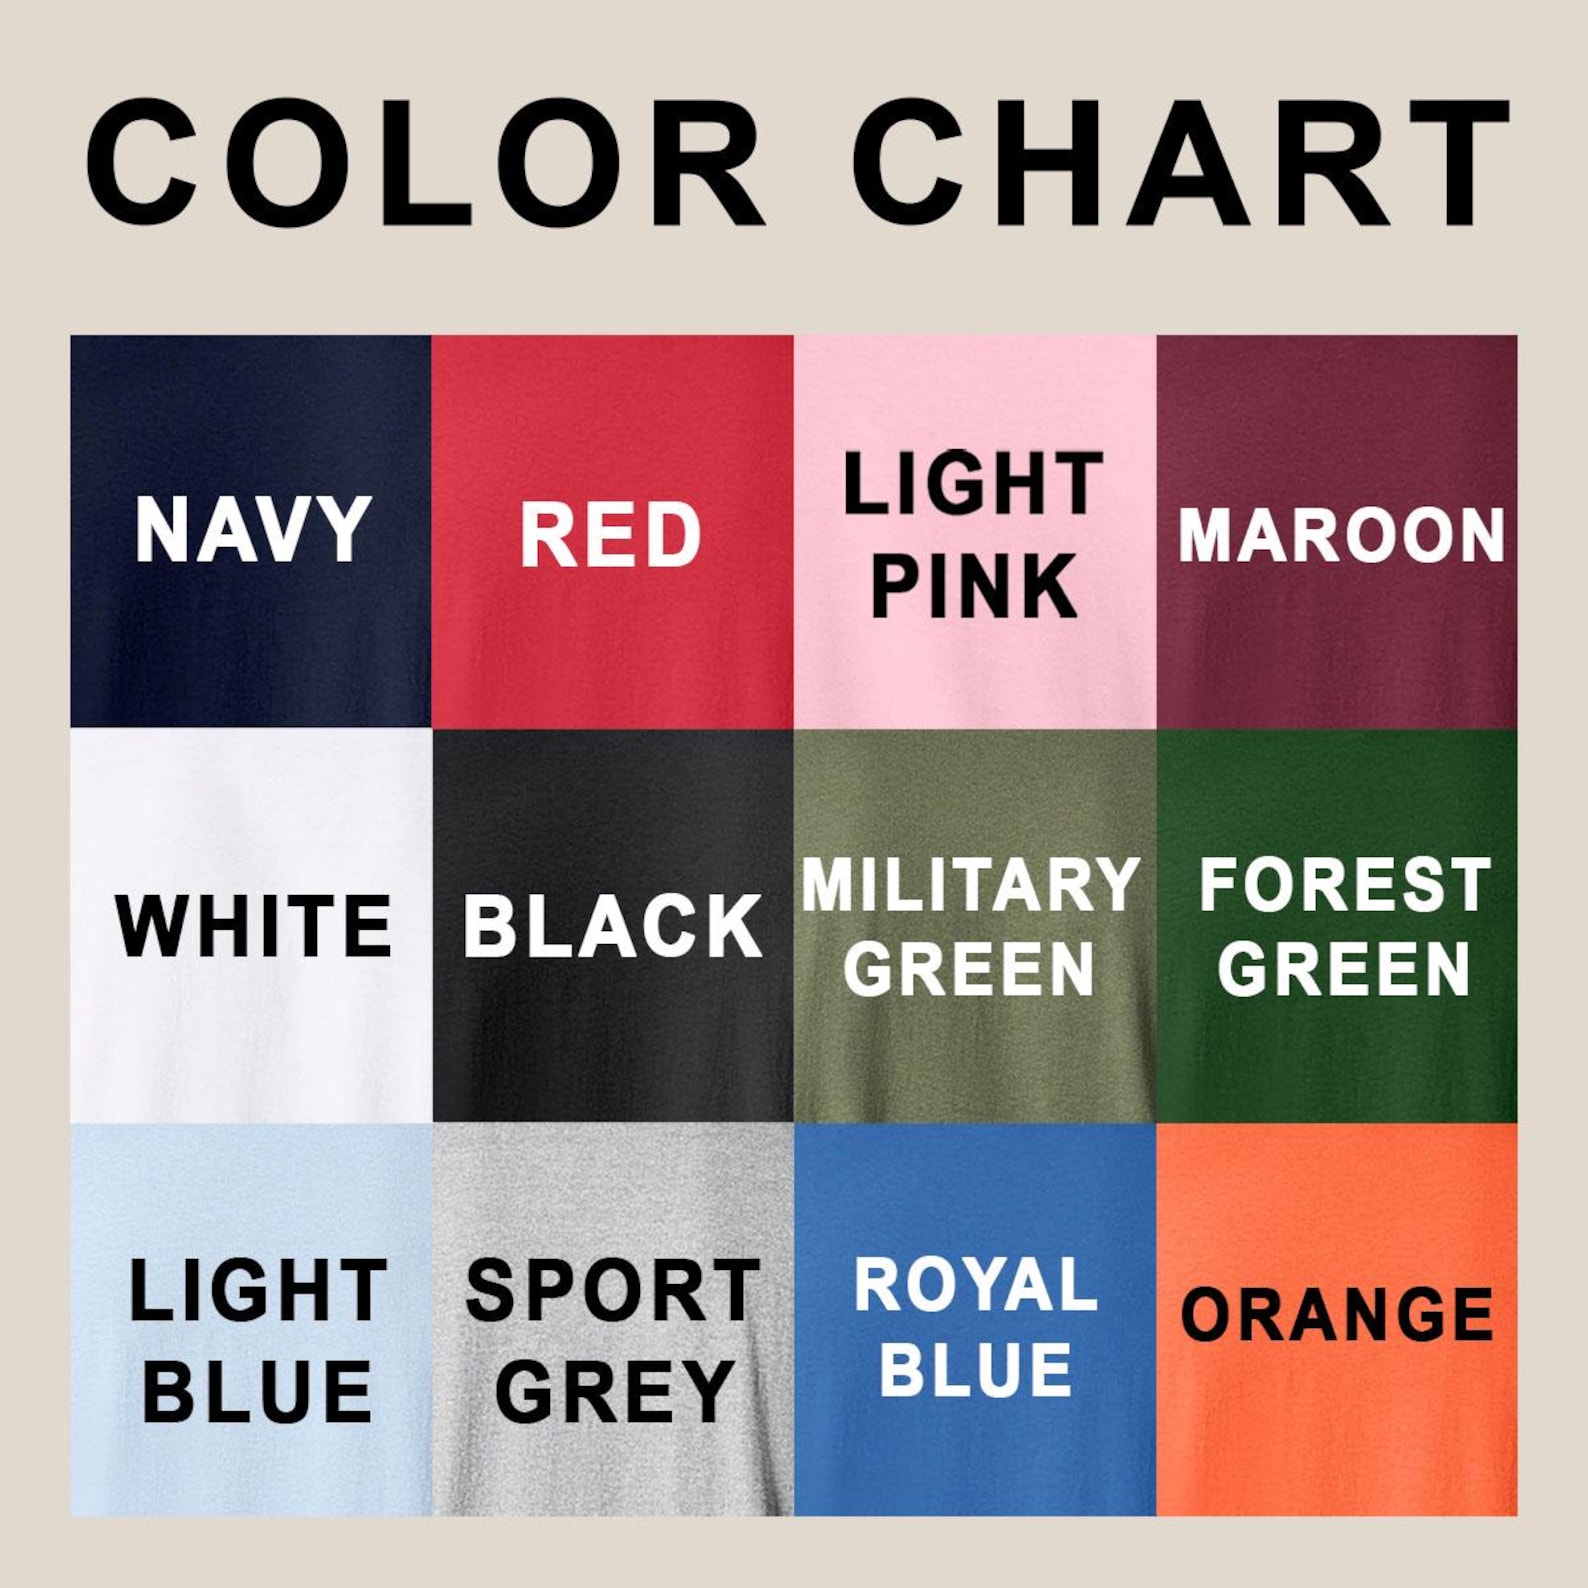 COLOR CHART
NAVY
RED
LIGHT
PINK
MAROON
WHITE
BLACK
MILITARY
GREEN
FOREST
GREEN
LIGHT
BLUE
SPORT
GREY
ROYAL
BLUE
ORANGE